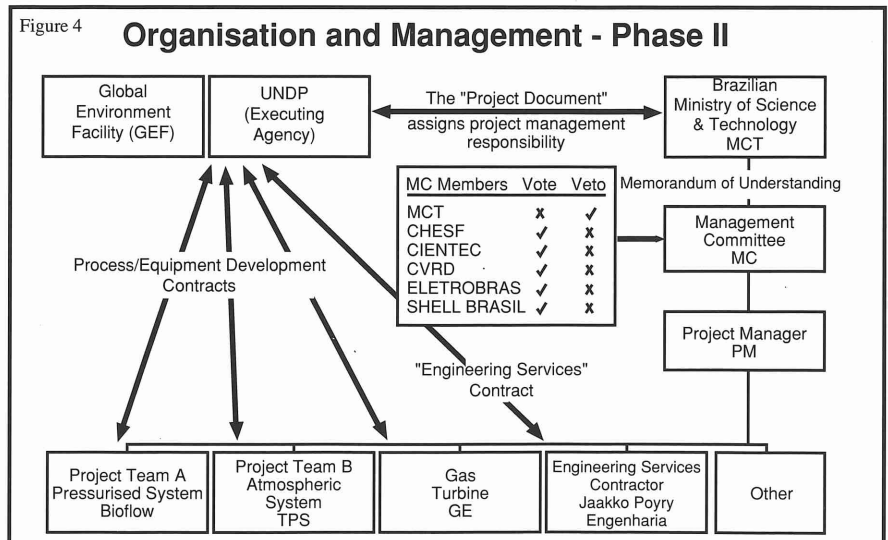 Figure 4
Organisation and Management - Phase II
Global
Environment
Facility (GEF)
UNDP
(Executing
Agency)
The "Project Document"
assigns project management
responsibility
Brazilian
Ministry of Science
& Technology
MCT
MC Members Vote Veto
MCT x ✓
CHESF ✓ x
CIENTEC ✓ x
CVRD ✓ x
ELETROBRAS ✓ x
SHELL BRASIL ✓ x
Memorandum of Understanding
Management
Committee
MC
Process/Equipment Development
Contracts
Project Manager
PM
"Engineering Services"
Contract
Project Team A
Pressurised System
Bioflow
Project Team B
Atmospheric
System
TPS
Gas
Turbine
GE
Engineering Services
Contractor
Jaakko Poyry
Engenharia
Other